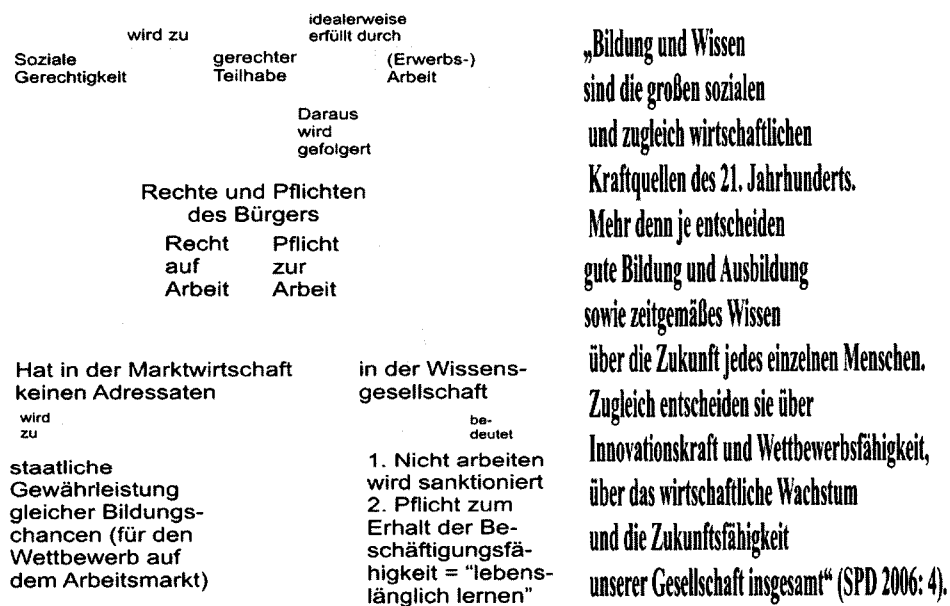 wird zu
idealerweise
erfüllt durch
Soziale
Gerechtigkeit
gerechter
Teilhabe
(Erwerbs-)
Arbeit
Daraus
wird
gefolgert
Rechte und Pflichten
des Bürgers
Recht
auf
Arbeit
Pflicht
zur
Arbeit
Hat in der Marktwirtschaft
keinen Adressaten
wird
zu
staatliche
Gewährleistung
gleicher Bildungs-
chancen (für den
Wettbewerb auf
dem Arbeitsmarkt)
in der Wissens-
gesellschaft
be-
deutet
1. Nicht arbeiten
wird sanktioniert
2. Pflicht zum
Erhalt der Be-
schäftigungsfä-
higkeit = "lebens-
länglich lernen"
„Bildung und Wissen
sind die großen sozialen
und zugleich wirtschaftlichen
Kraftquellen des 21. Jahrhunderts.
Mehr denn je entscheiden
gute Bildung und Ausbildung
sowie zeitgemäßes Wissen
über die Zukunft jedes einzelnen Menschen.
Zugleich entscheiden sie über
Innovationskraft und Wettbewerbsfähigkeit,
über das wirtschaftliche Wachstum
und die Zukunftsfähigkeit
unserer Gesellschaft insgesamt“ (SPD 2006: 4).